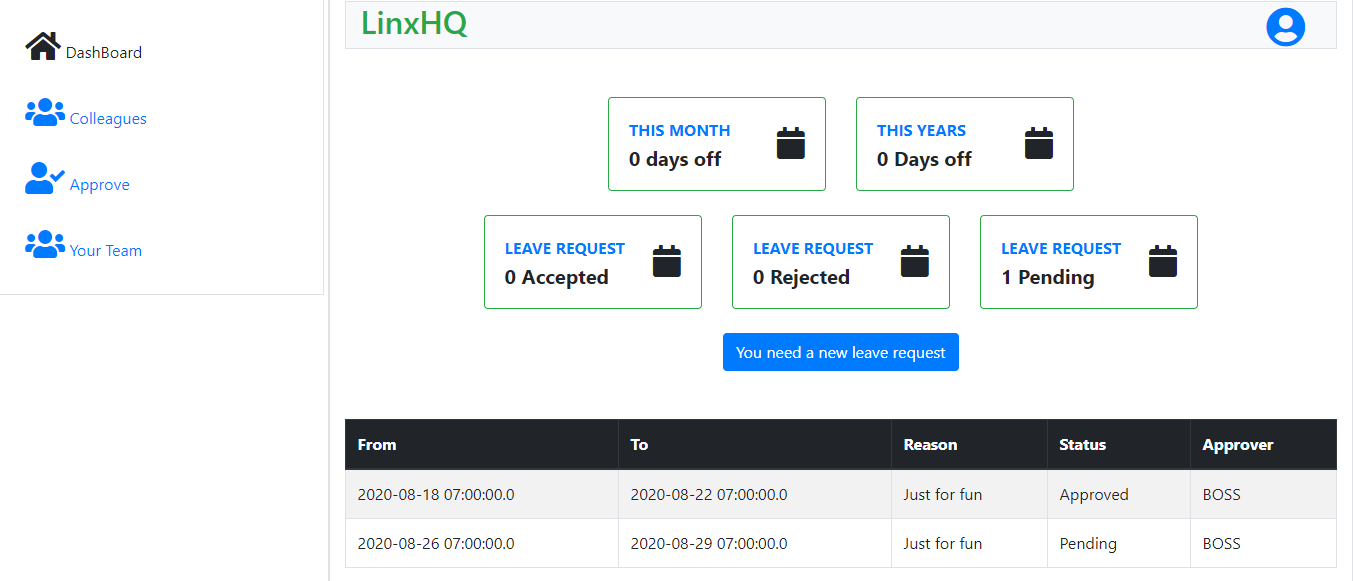 LinxHQ
DashBoard
Colleagues
Approve
Your Team
THIS MONTH
0 days off
THIS YEARS
0 Days off
LEAVE REQUEST
0 Accepted
LEAVE REQUEST
0 Rejected
LEAVE REQUEST
1 Pending
You need a new leave request
From To Reason Status Approver
2020-08-18 07:00:00.0 2020-08-22 07:00:00.0 Just for fun Approved BOSS
2020-08-26 07:00:00.0 2020-08-29 07:00:00.0 Just for fun Pending BOSS